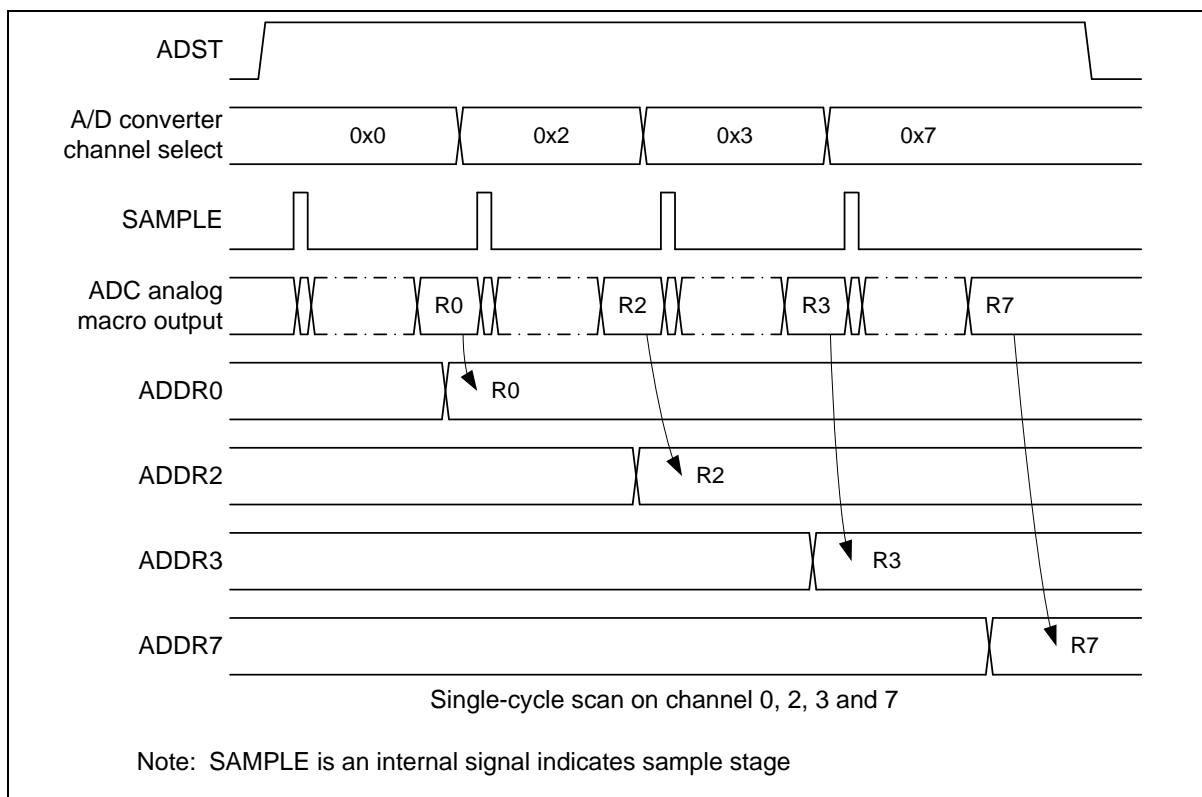 ADST
A/D converter
channel select
0x0 0x2 0x3 0x7
SAMPLE
ADC analog
macro output
R0 R2 R3 R7
ADDR0
R0
ADDR2
R2
ADDR3
R3
ADDR7
R7
Single-cycle scan on channel 0, 2, 3 and 7
Note: SAMPLE is an internal signal indicates sample stage